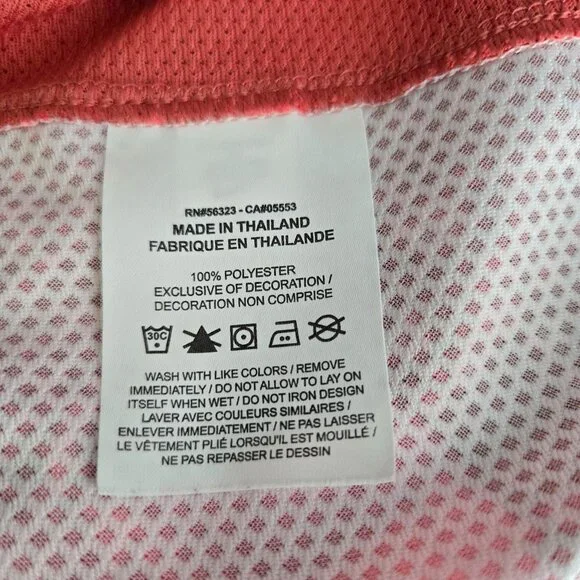 RN#56323 - CA#05553
MADE IN THAILAND
FABRIQUE EN THAILANDE
100% POLYESTER
EXCLUSIVE OF DECORATION /
DECORATION NON COMPRISE
30C
WASH WITH LIKE COLORS / REMOVE
IMMEDIATELY / DO NOT ALLOW TO LAY ON
ITSELF WHEN WET / DO NOT IRON DESIGN
LAVER AVEC COULEURS SIMILAIRES /
ENLEVER IMMEDIATEMENT / NE PAS LAISSER
LE VÊTEMENT PLIÉ LORSQU'IL EST MOUILLÉ /
NE PAS REPASSER LE DESSIN